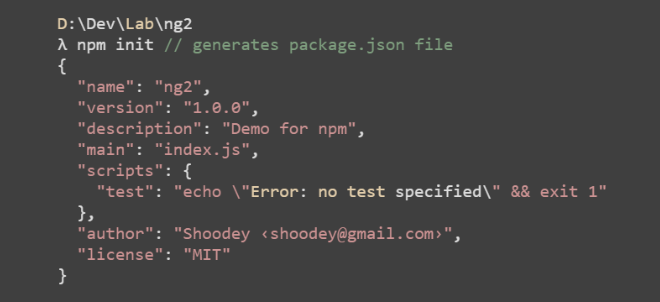 D:\Dev\Lab\ng2
λ npm init // generates package.json file
{
  "name": "ng2",
  "version": "1.0.0",
  "description": "Demo for npm",
  "main": "index.js",
  "scripts": {
    "test": "echo \"Error: no test specified\" && exit 1"
  },
  "author": "Shoodey ‹shoodey@gmail.com›",
  "license": "MIT"
}